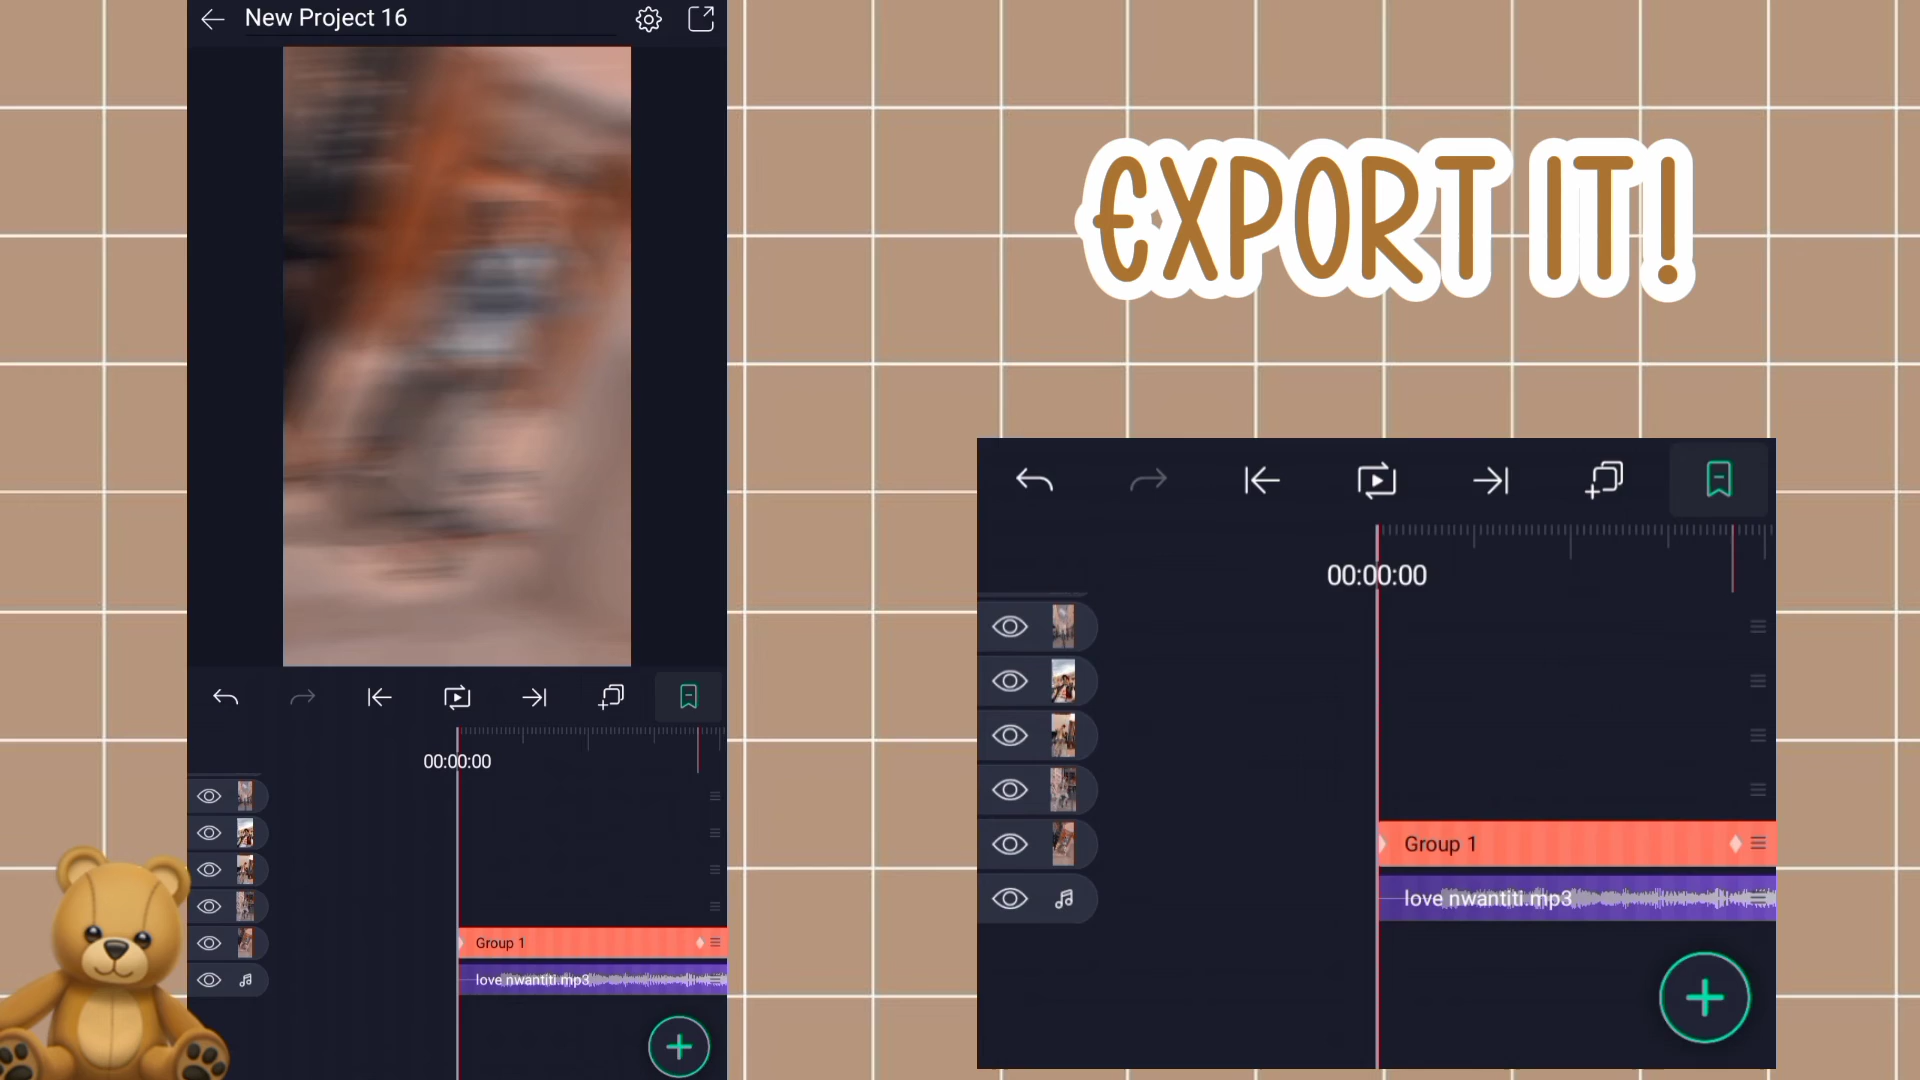 New Project 16
EXPORT IT!
00:00:00
Group 1
love nwantiti.mp3
00:00:00
Group 1
love nwantiti.mp3